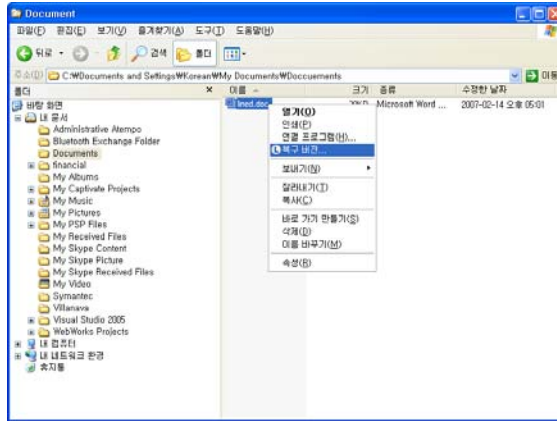 Document
파일(F) 편집(E) 보기(V) 즐겨찾기(A) 도구(T) 도움말(H)
뒤로 검색 폴더
주소(D) C:₩Documents and Settings₩Korean₩My Documents₩Doccuements 이동
폴더 × 이름 크기 종류 수정한 날짜
바탕 화면
내 문서
Administrative Atempo
Bluetooth Exchange Folder
Documents
financial
My Albums
My Captivate Projects
My Music
My Pictures
My PSP Files
My Received Files
My Skype Content
My Skype Picture
My Skype Received Files
My Video
Symantec
Villanava
Visual Studio 2005
WebWorks Projects
내 컴퓨터
내 네트워크 환경
휴지통
lined.doc Microsoft Word ... 2007-02-14 오후 05:01
열기(O)
인쇄(P)
연결 프로그램(H)...
복구 버전...
보내기(N)
잘라내기(T)
복사(C)
바로 가기 만들기(S)
삭제(D)
이름 바꾸기(M)
속성(R)